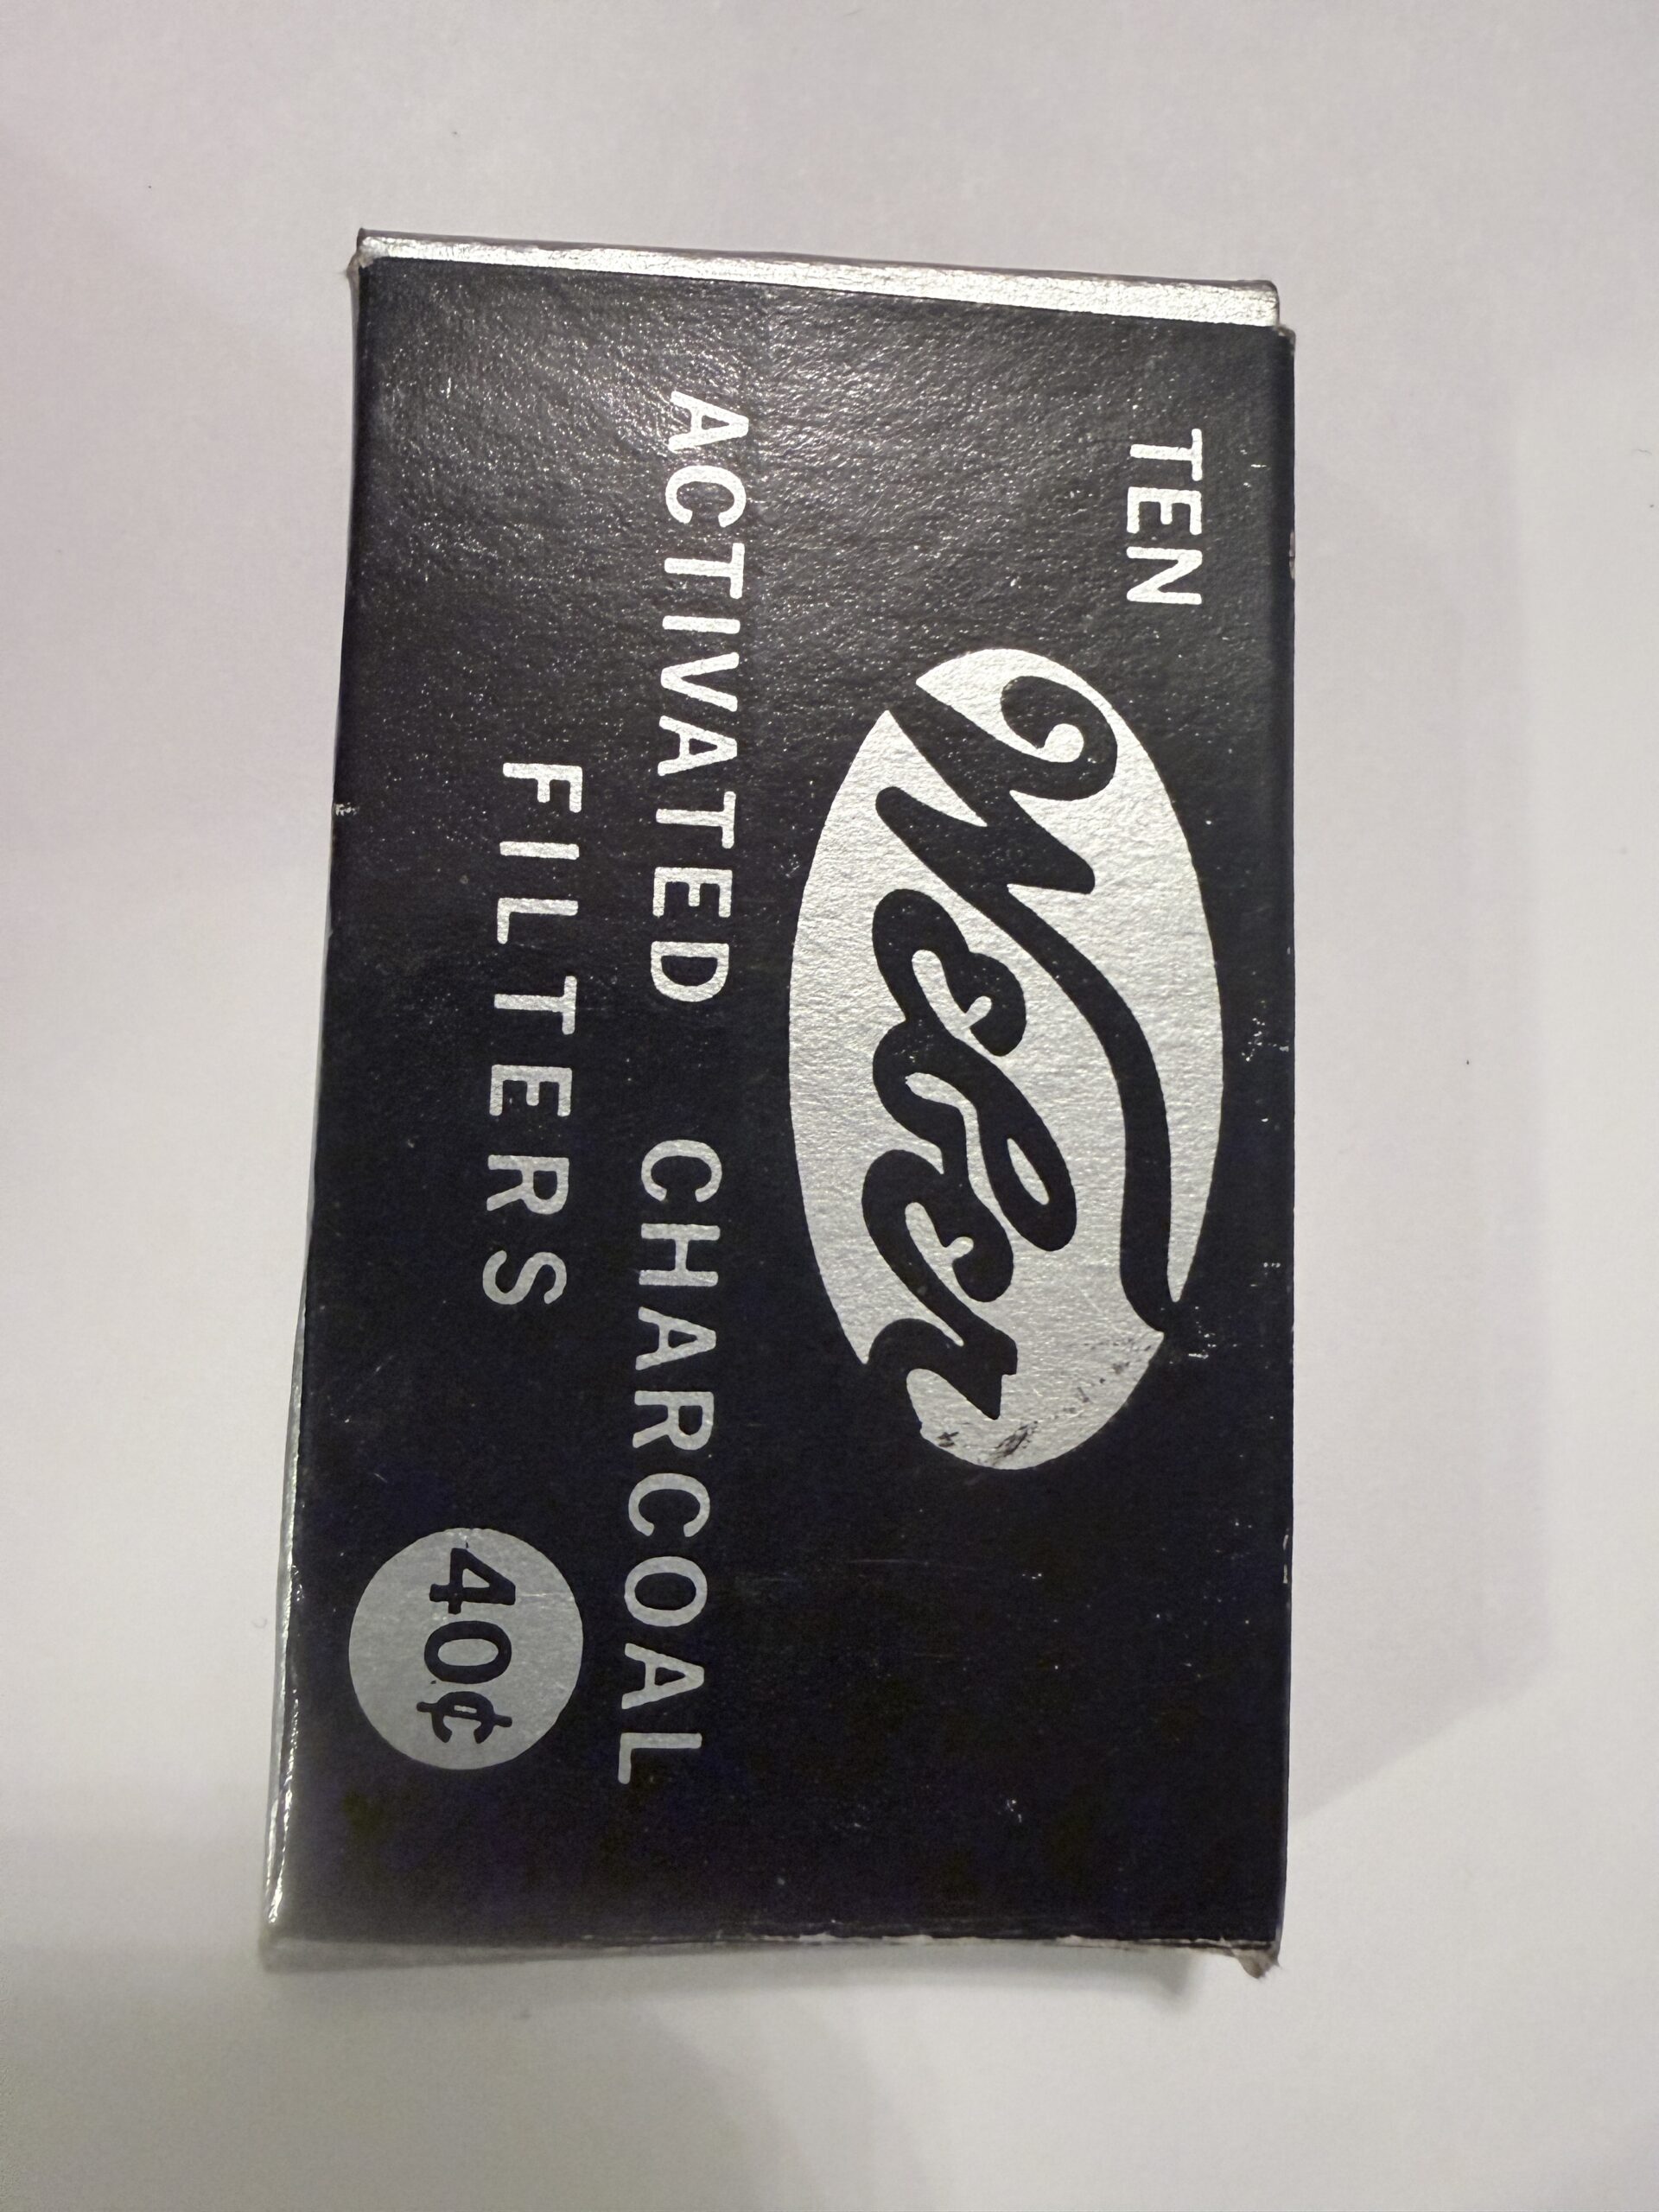 TEN
Weber
ACTIVATED CHARCOAL
FILTERS
40¢